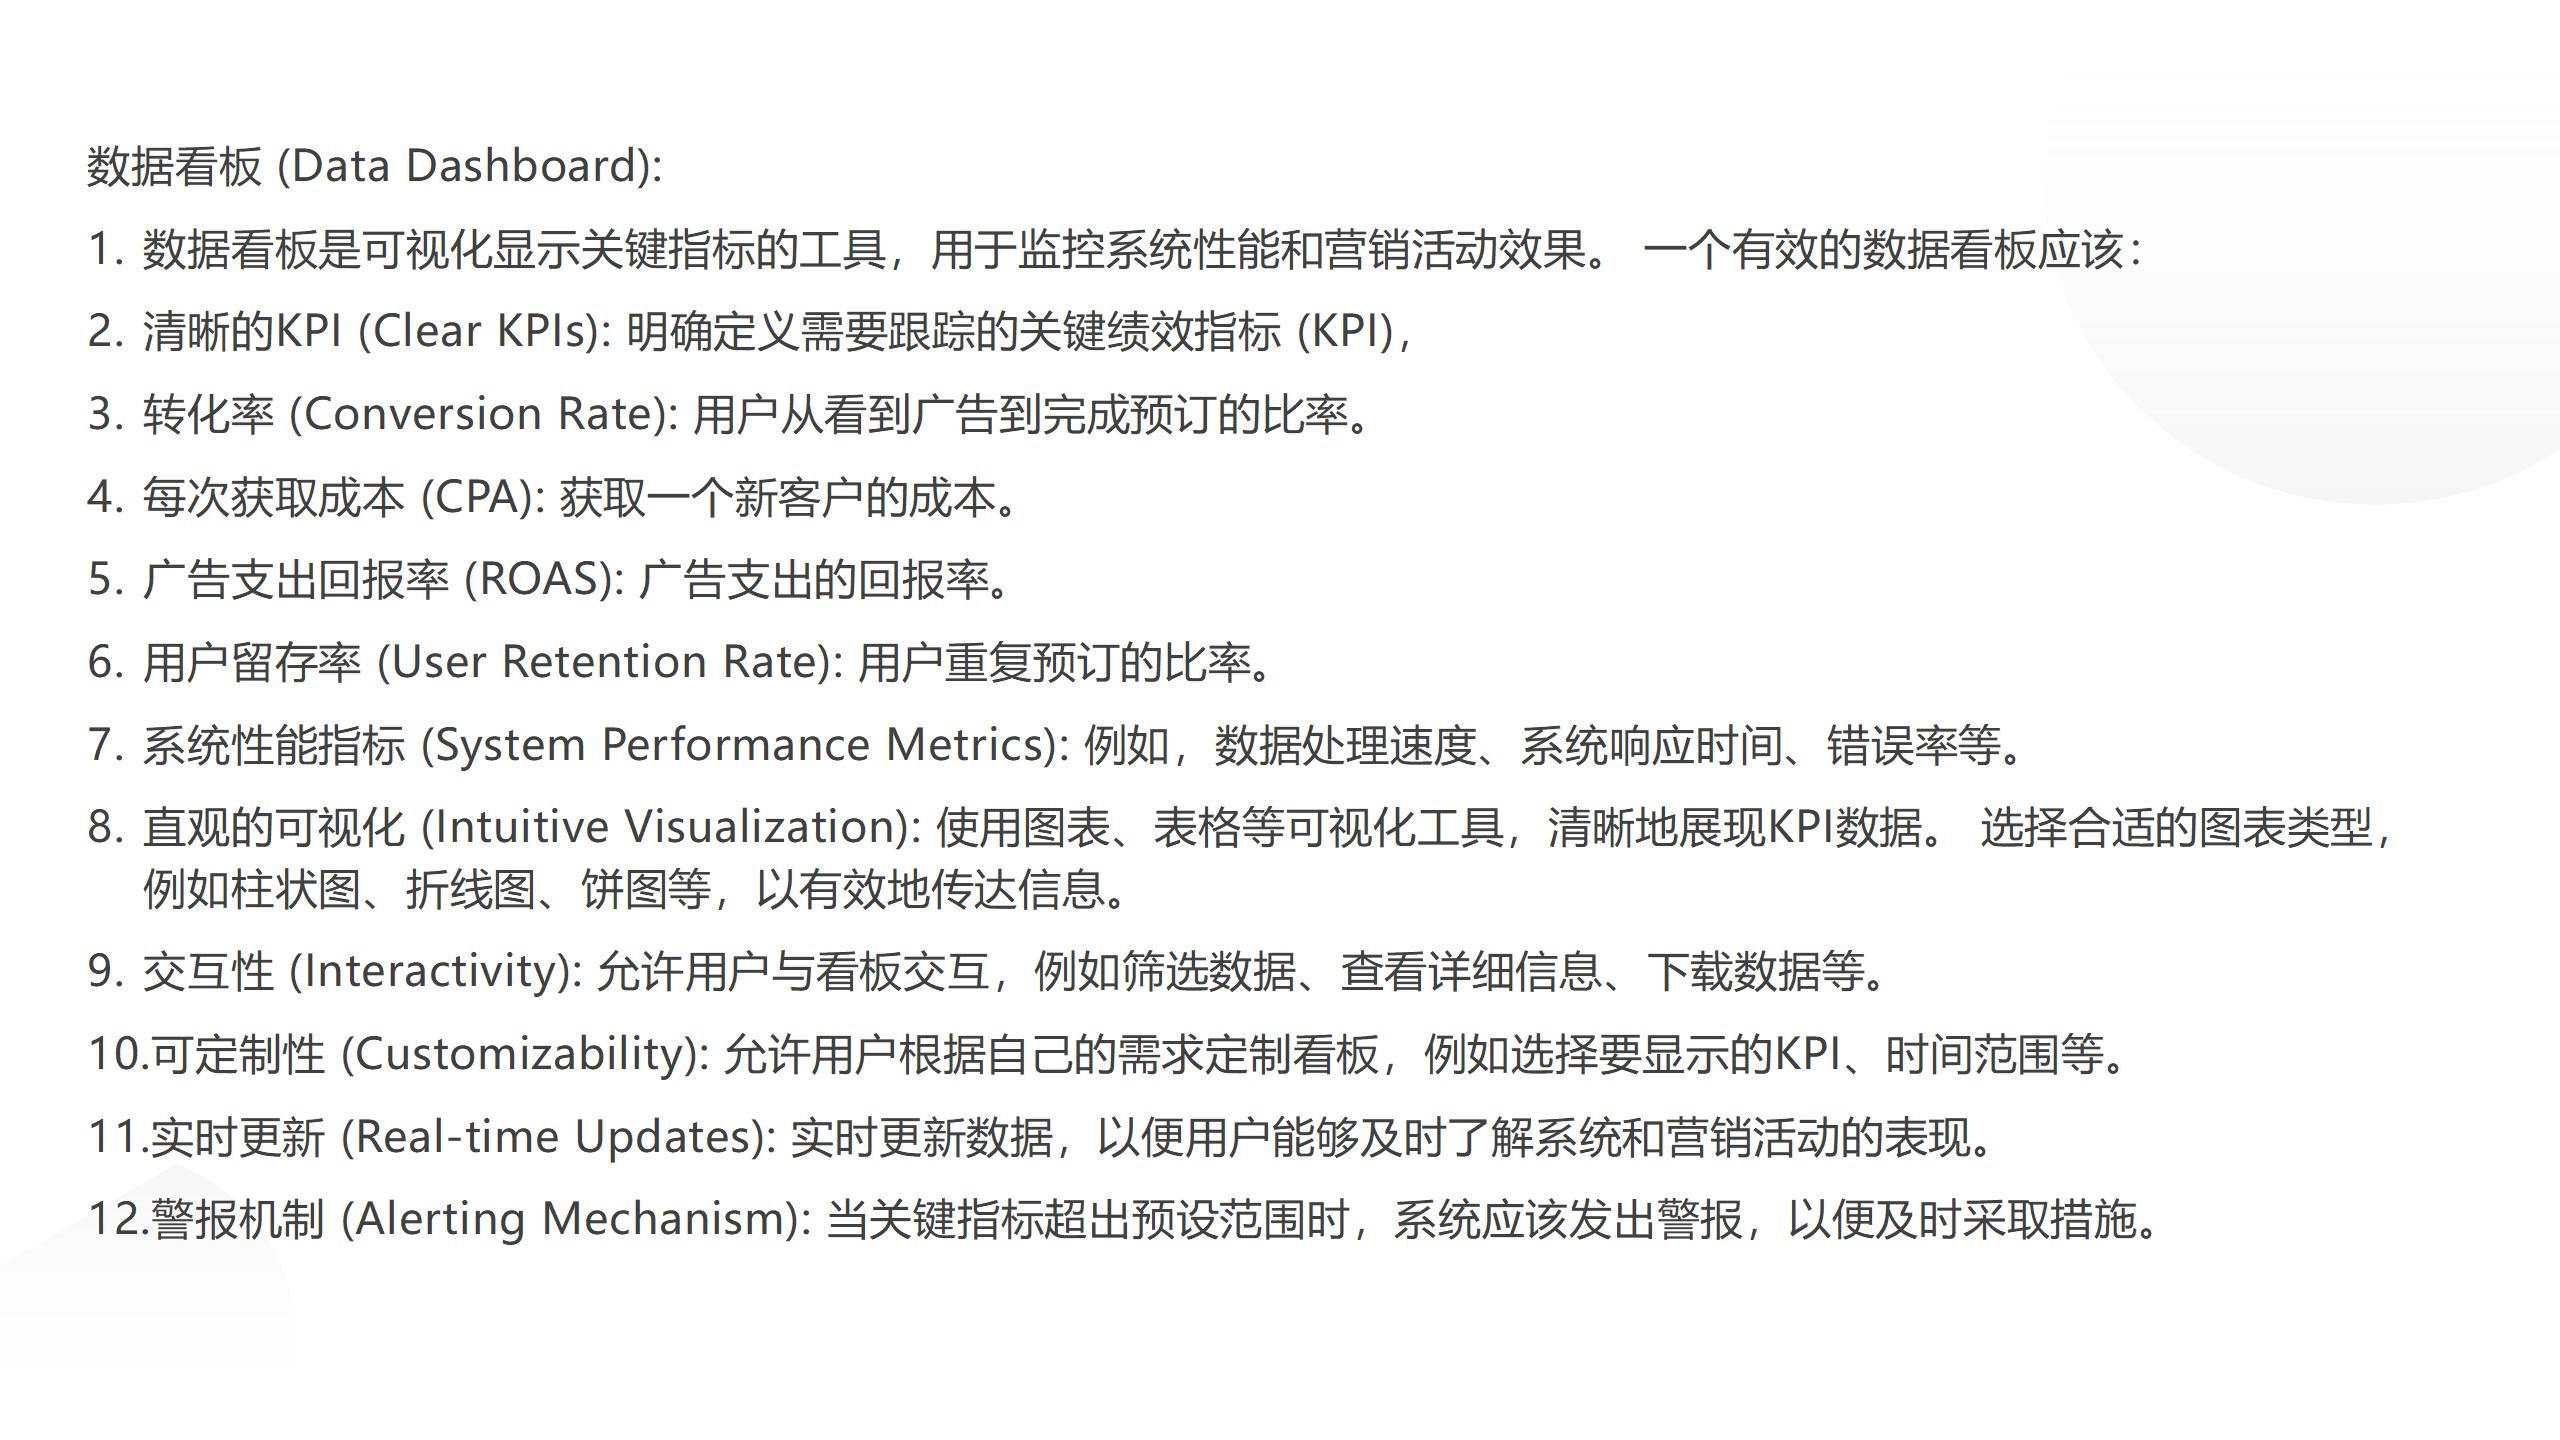 数据看板 (Data Dashboard):
1. 数据看板是可视化显示关键指标的工具，用于监控系统性能和营销活动效果。 一个有效的数据看板应该：
2. 清晰的KPI (Clear KPIs): 明确定义需要跟踪的关键绩效指标 (KPI)，
3. 转化率 (Conversion Rate): 用户从看到广告到完成预订的比率。
4. 每次获取成本 (CPA): 获取一个新客户的成本。
5. 广告支出回报率 (ROAS): 广告支出的回报率。
6. 用户留存率 (User Retention Rate): 用户重复预订的比率。
7. 系统性能指标 (System Performance Metrics): 例如，数据处理速度、系统响应时间、错误率等。
8. 直观的可视化 (Intuitive Visualization): 使用图表、表格等可视化工具，清晰地展现KPI数据。 选择合适的图表类型，
例如柱状图、折线图、饼图等，以有效地传达信息。
9. 交互性 (Interactivity): 允许用户与看板交互，例如筛选数据、查看详细信息、下载数据等。
10.可定制性 (Customizability): 允许用户根据自己的需求定制看板，例如选择要显示的KPI、时间范围等。
11.实时更新 (Real-time Updates): 实时更新数据，以便用户能够及时了解系统和营销活动的表现。
12.警报机制 (Alerting Mechanism): 当关键指标超出预设范围时，系统应该发出警报，以便及时采取措施。